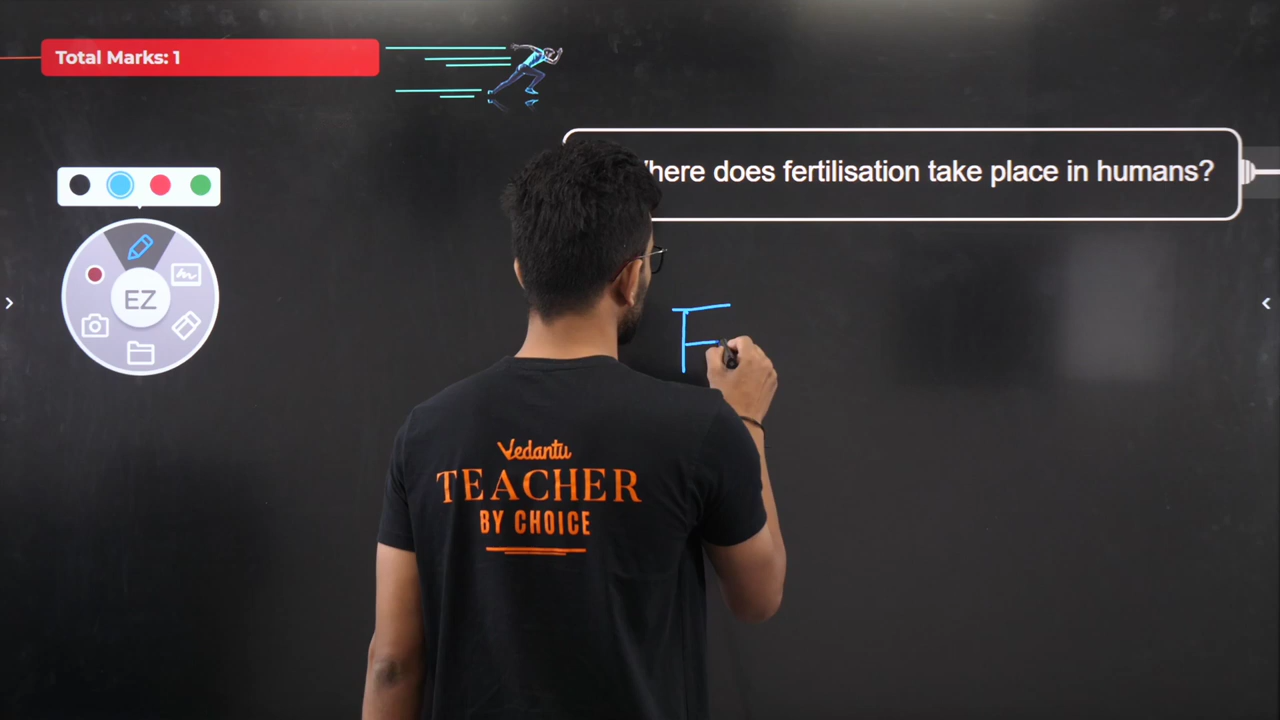 Total Marks: 1
here does fertilisation take place in humans?
EZ
F
Vedantu
TEACHER
BY CHOICE